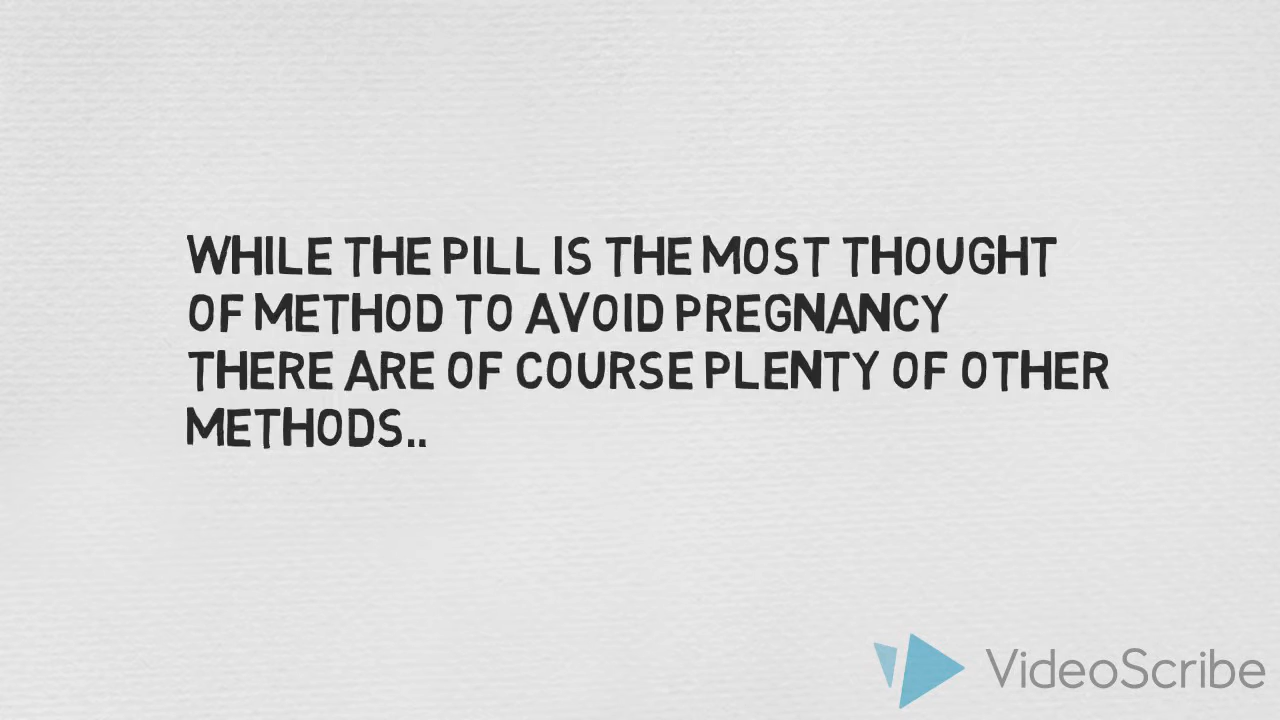 WHILE THE PILL IS THE MOST THOUGHT
OF METHOD TO AVOID PREGNANCY
THERE ARE OF COURSE PLENTY OF OTHER
METHODS..
VideoScribe